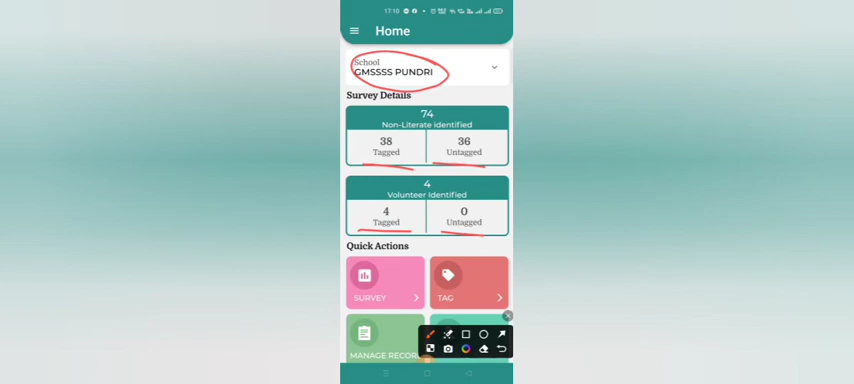 17:10
Home
School
GMSSSS PUNDRI
Survey Details
74
Non-Literate Identified
38 36
Tagged Untagged
4
Volunteer Identified
4 0
Tagged Untagged
Quick Actions
SURVEY TAG
MANAGE RECOR